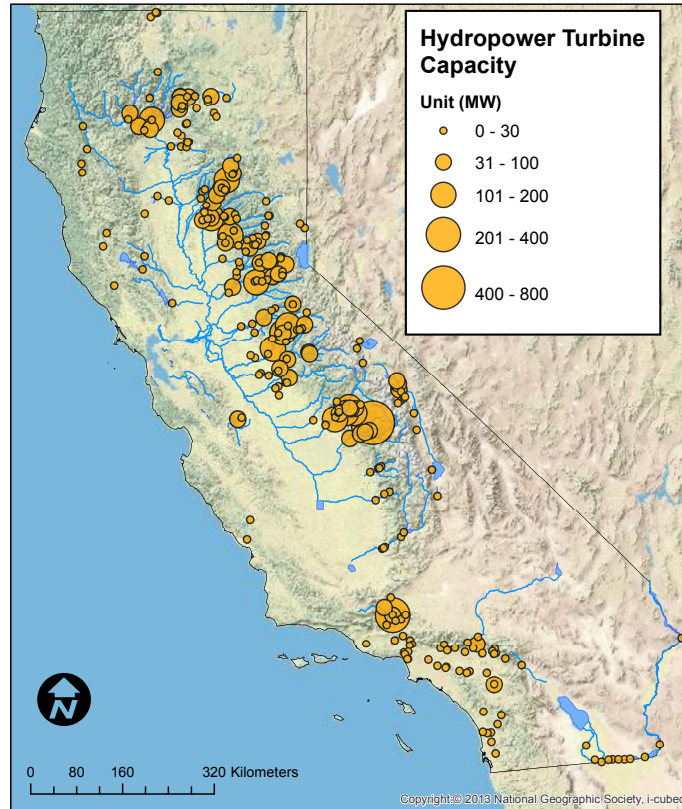 Hydropower Turbine
Capacity
Unit (MW)
0 - 30
31 - 100
101 - 200
201 - 400
400 - 800
N
0 80 160 320 Kilometers
Copyright:© 2013 National Geographic Society, i-cubed